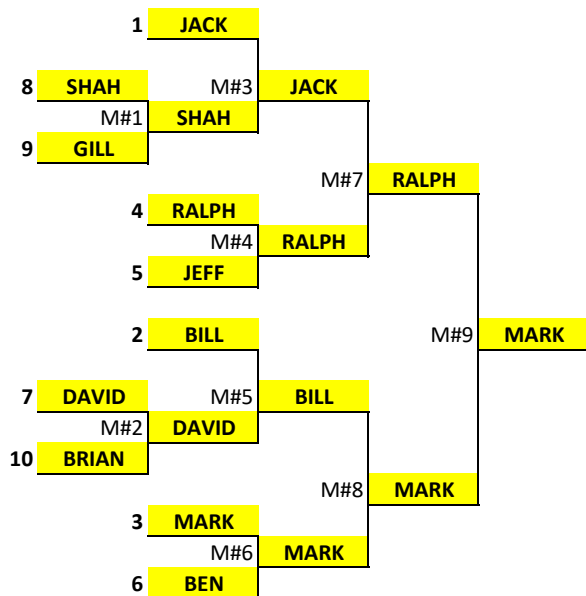 1 JACK
8 SHAH M#3 JACK
M#1 SHAH
9 GILL
M#7 RALPH
4 RALPH
M#4 RALPH
5 JEFF
2 BILL M#9 MARK
7 DAVID M#5 BILL
M#2 DAVID
10 BRIAN
M#8 MARK
3 MARK
M#6 MARK
6 BEN